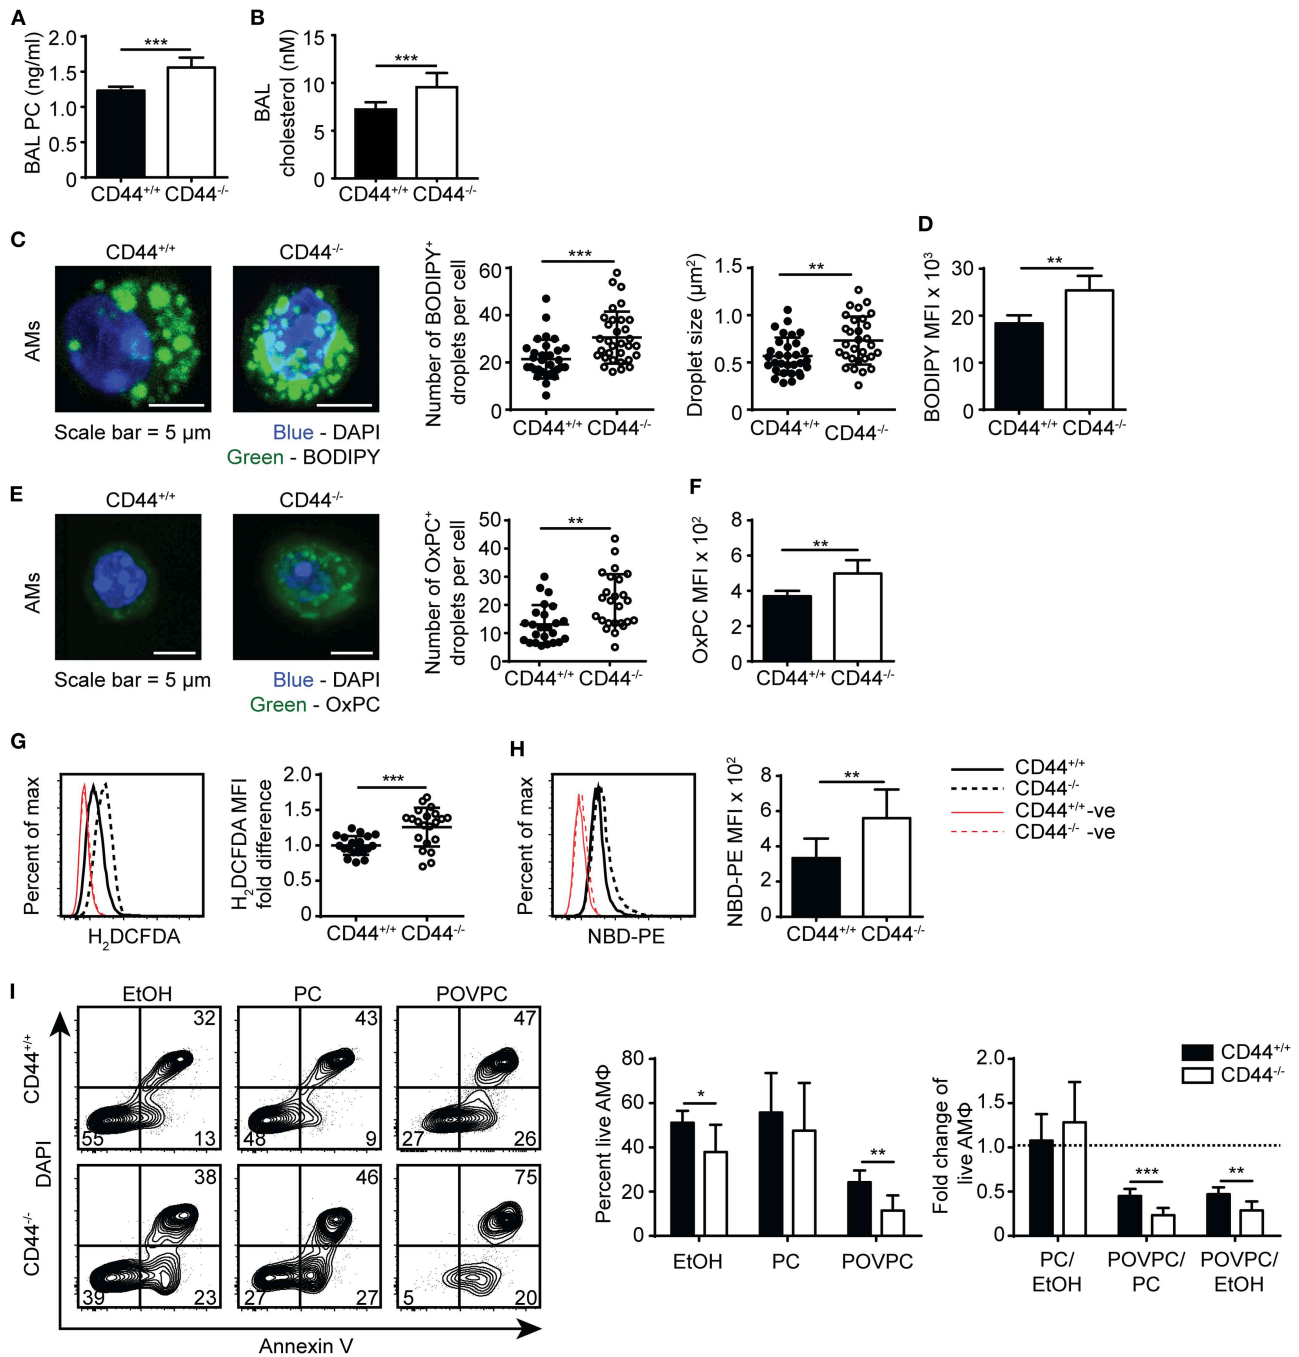 A
BAL PC (ng/ml)
2.0
1.5
1.0
0.5
0
***
CD44+/+ CD44-/-
B
BAL
cholesterol (nM)
15
10
5
0
***
CD44+/+ CD44-/-
C
CD44+/+
CD44-/-
AMs
Scale bar = 5 µm
Blue - DAPI
Green - BODIPY
Number of BODIPY+
droplets per cell
60
40
20
0
***
CD44+/+ CD44-/-
Droplet size (µm2)
1.5
1.0
0.5
0
**
CD44+/+ CD44-/-
D
BODIPY MFI x 103
30
20
10
0
**
CD44+/+ CD44-/-
E
CD44+/+
CD44-/-
AMs
Scale bar = 5 µm
Blue - DAPI
Green - OxPC
Number of OxPC+
droplets per cell
50
40
30
20
10
0
**
CD44+/+ CD44-/-
F
OxPC MFI x 102
8
6
4
2
0
**
CD44+/+ CD44-/-
G
Percent of max
H2DCFDA
H2DCFDA MFI
fold difference
2.0
1.5
1.0
0.5
0
***
CD44+/+ CD44-/-
H
Percent of max
NBD-PE
NBD-PE MFI x 102
8
6
4
2
0
**
CD44+/+ CD44-/-
CD44+/+
CD44-/-
CD44+/+ -ve
CD44-/- -ve
I
EtOH
PC
POVPC
CD44+/+
32
55
13
43
48
9
47
27
26
DAPI
CD44-/-
38
39
23
46
27
27
75
5
20
Annexin V
Percent live AMΦ
80
60
40
20
0
*
**
EtOH
PC
POVPC
Fold change of
live AMΦ
2.0
1.5
1.0
0.5
0
***
**
PC/
EtOH
POVPC/
PC
POVPC/
EtOH
CD44+/+
CD44-/-